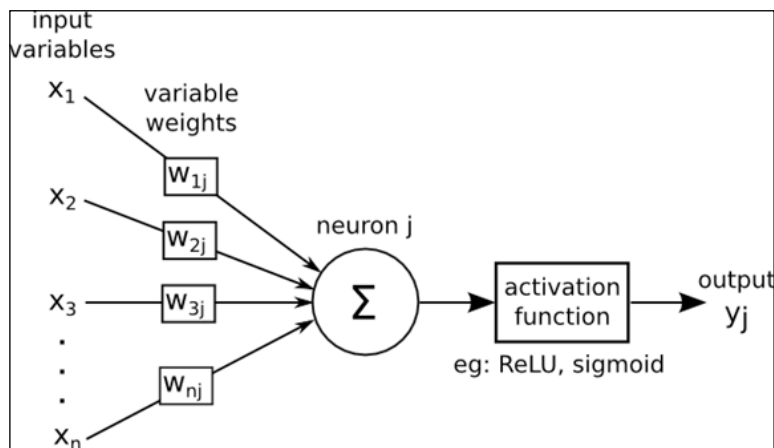 input
variables
x1
variable
weights
w1j
x2
w2j
neuron j
x3
w3j
Σ
activation
function
output
yj
eg: ReLU, sigmoid
wnj
xn